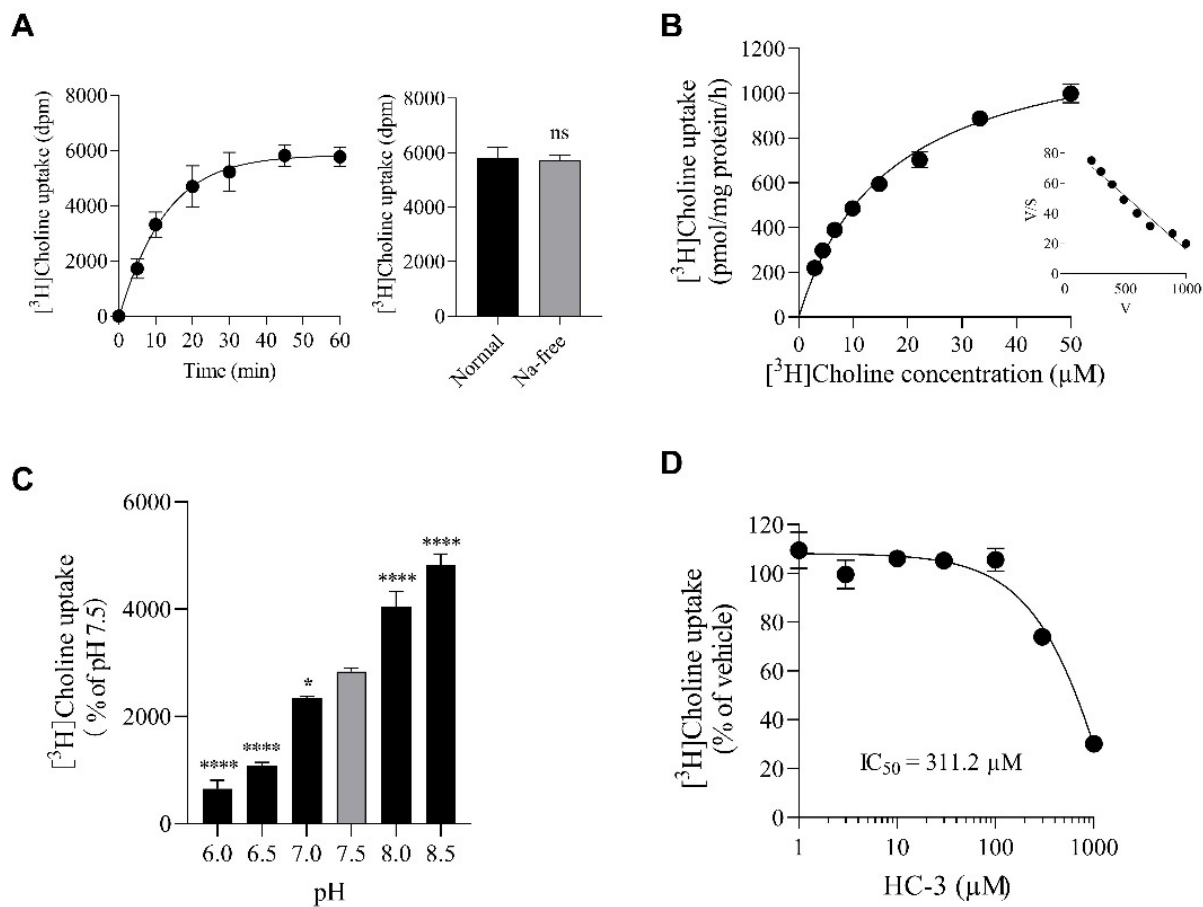 A
[³H]Choline uptake (dpm)
8000
6000
4000
2000
0
0 10 20 30 40 50 60
Time (min)
[³H]Choline uptake (dpm)
8000
6000
4000
2000
0
ns
Normal
Na-free
B
[³H]Choline uptake
(pmol/mg protein/h)
1200
1000
800
600
400
200
0
0 10 20 30 40 50
[³H]Choline concentration (µM)
V/S
80
60
40
20
0
0 500 1000
V
C
[³H]Choline uptake
( % of pH 7.5)
6000
4000
2000
0
****
****
*
****
****
6.0 6.5 7.0 7.5 8.0 8.5
pH
D
[³H]Choline uptake
(% of vehicle)
120
100
80
60
40
20
0
IC₅₀ = 311.2 µM
1 10 100 1000
HC-3 (µM)